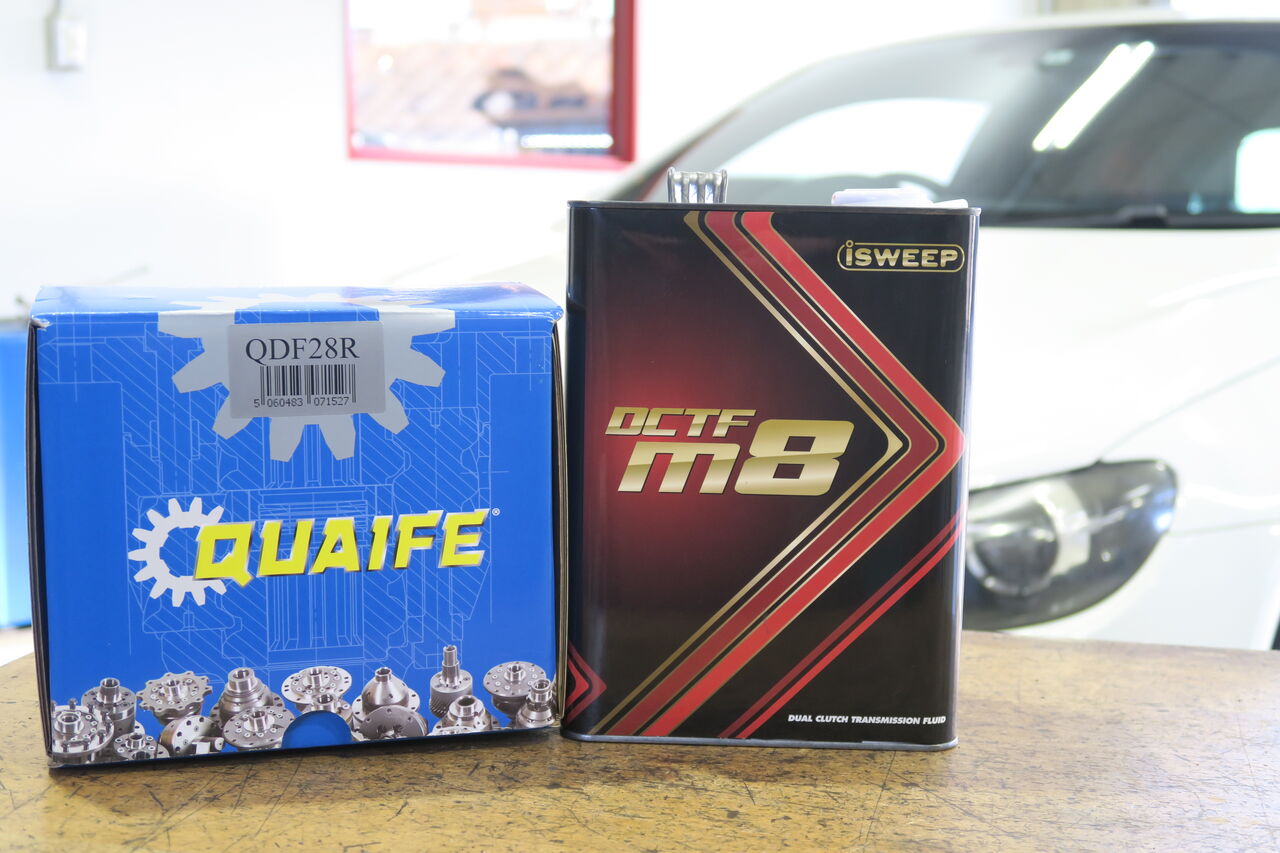 QDF28R
5 060483 071527
QUAIFE®
iSWEEP
DCTF
m8
DUAL CLUTCH TRANSMISSION FLUID